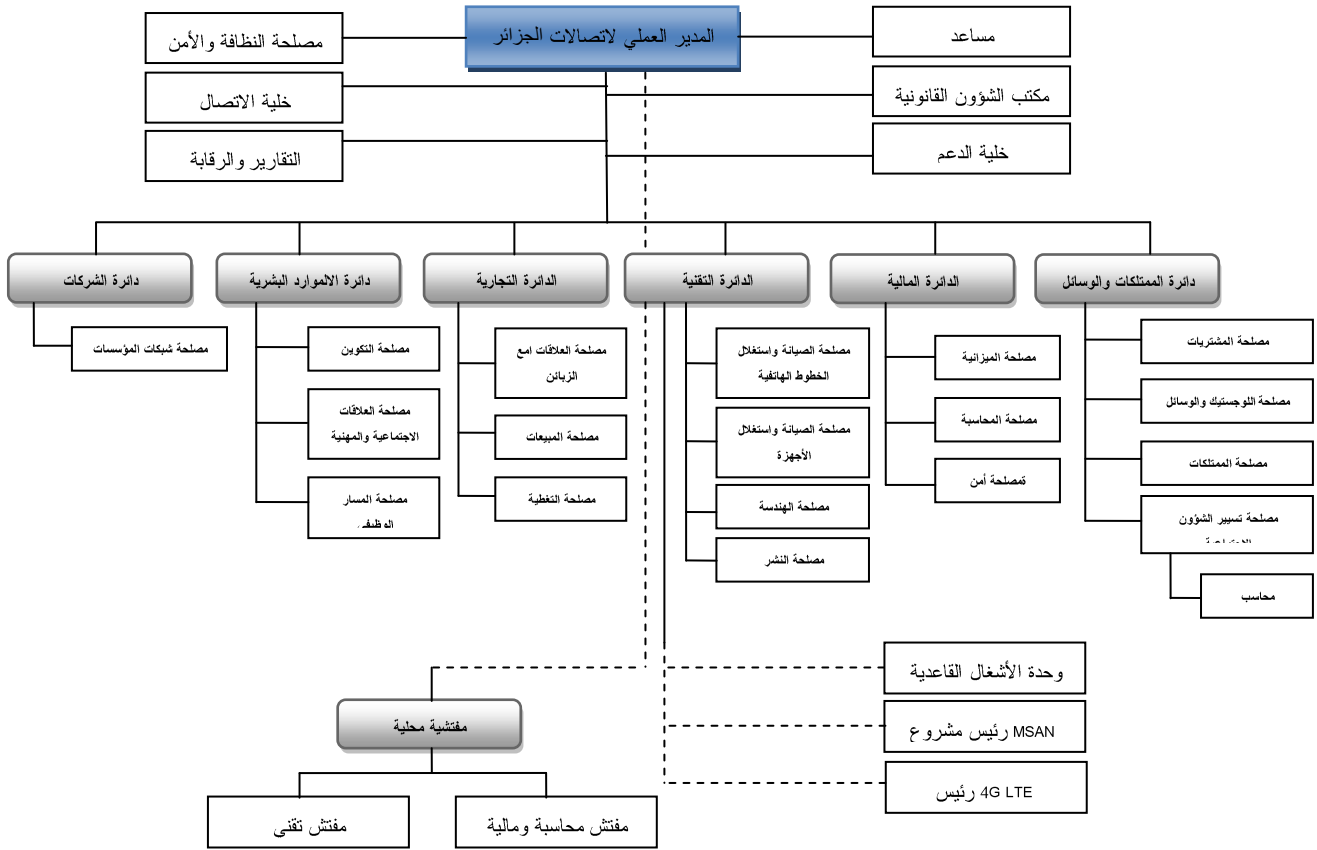 المدير العملي لاتصالات الجزائر
مساعد
مصلحة النظافة والأمن
مكتب الشؤون القانونية
خلية الاتصال
خلية الدعم
التقارير والرقابة
دائرة الممتلكات والوسائل
الدائرة المالية
الدائرة التقنية
الدائرة التجارية
دائرة الالموارد البشرية
دائرة الشركات
مصلحة المشتريات
مصلحة اللوجستيك والوسائل
مصلحة الممتلكات
مصلحة تسيير الشؤون
محاسب
مصلحة الميزانية
مصلحة المحاسبة
قمصلحة أمن
مصلحة الصيانة واستغلال
الخطوط الهاتفية
مصلحة الصيانة واستغلال
الأجهزة
مصلحة الهندسة
مصلحة النشر
مصلحة العلاقات امع
الزبائن
مصلحة المبيعات
مصلحة التغطية
مصلحة التكوين
مصلحة العلاقات
الاجتماعية والمهنية
مصلحة المسار
الوظيفي
مصلحة شبكات المؤسسات
وحدة الأشغال القاعدية
MSAN رئيس مشروع
4G LTE رئيس
مفتشية محلية
مفتش محاسبة ومالية
مفتش تقني